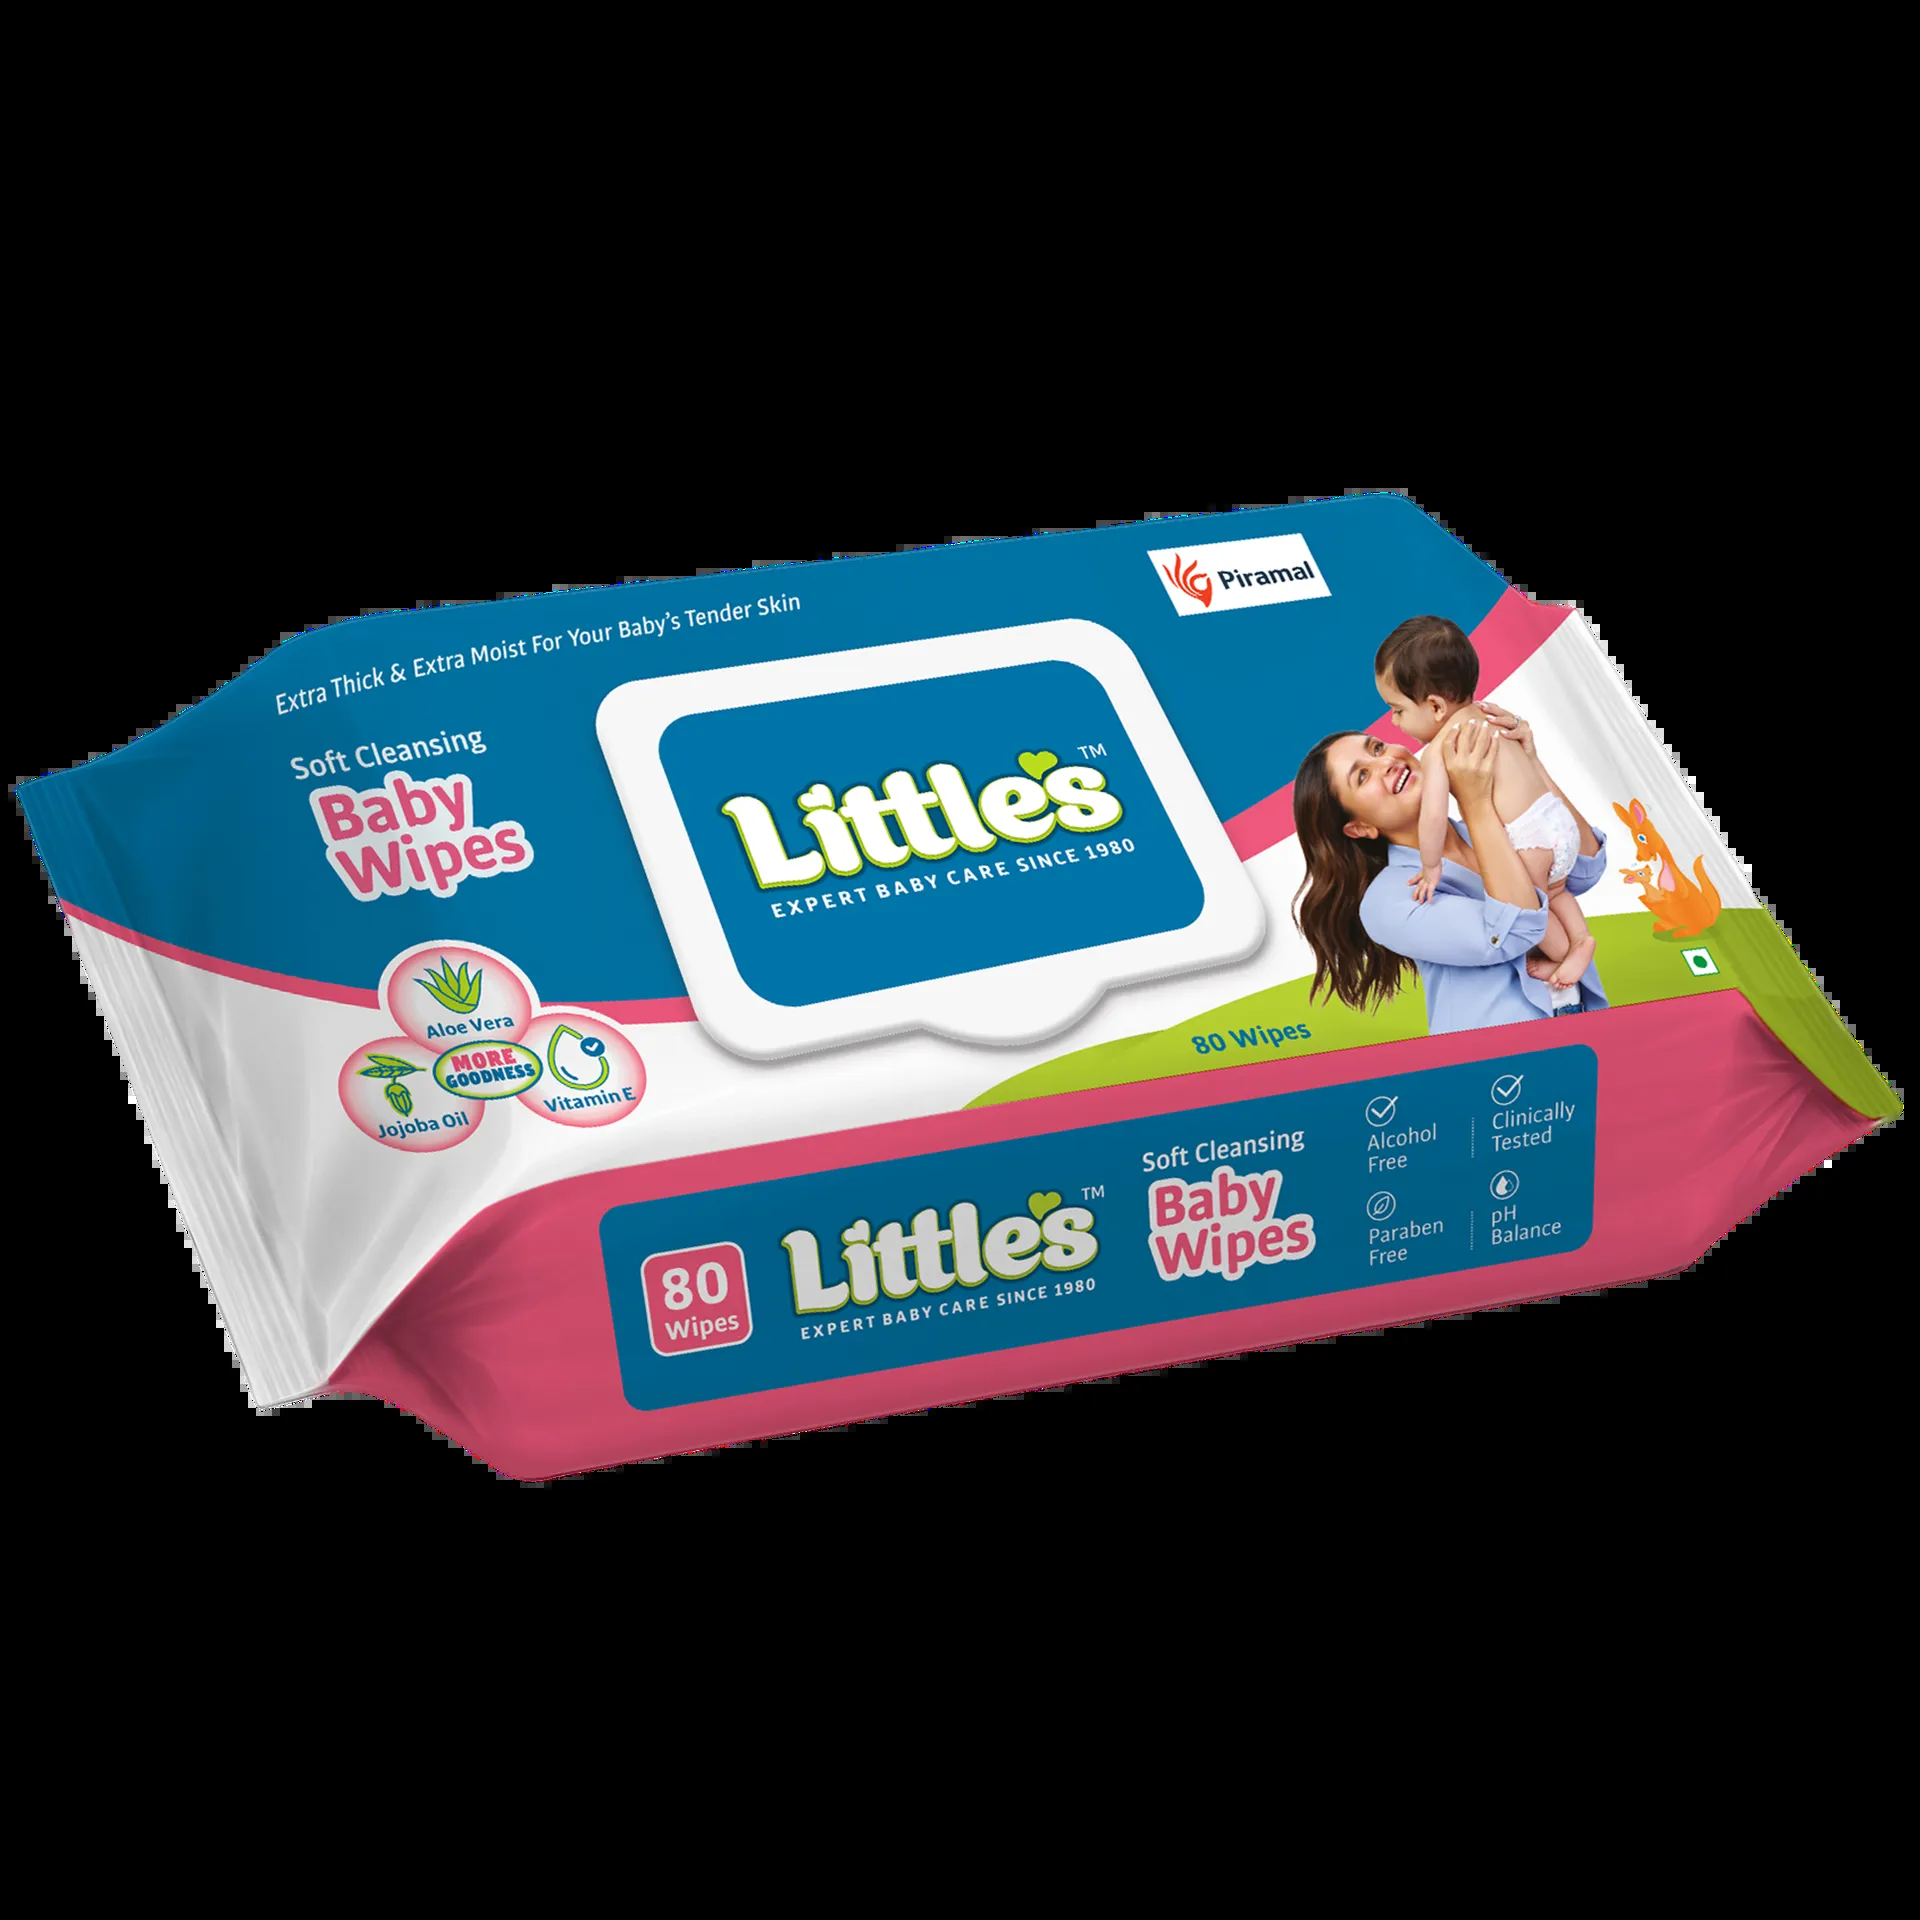 Piramal
Extra Thick & Extra Moist For Your Baby's Tender Skin
Soft Cleansing
Baby
Wipes
Little's™
EXPERT BABY CARE SINCE 1980
Aloe Vera
MORE
GOODNESS
Jojoba Oil
Vitamin E
80 Wipes
80
Wipes
Little's™
EXPERT BABY CARE SINCE 1980
Soft Cleansing
Baby
Wipes
Alcohol
Free
Clinically
Tested
Paraben
Free
pH
Balance